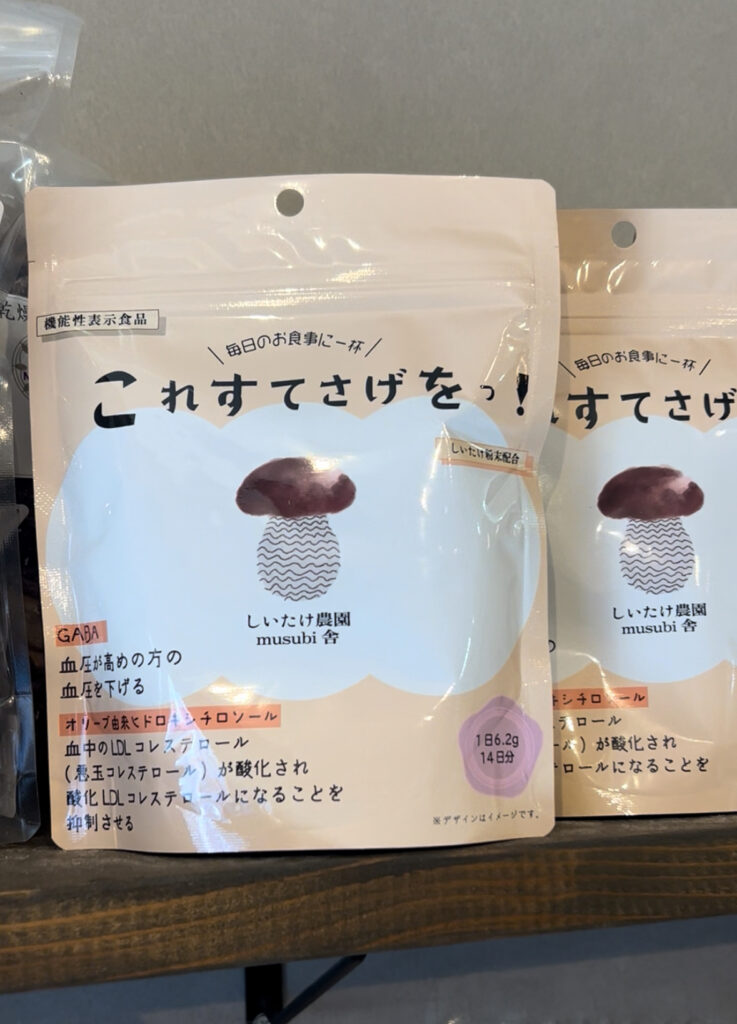 機能性表示食品
毎日のお食事に一杯
これすてさげをっ!
しいたけ粉末配合
しいたけ農園
musubi 舎
GABA
血圧が高めの方の
血圧を下げる
オリーブ由来ヒドロキシチロソール
血中のLDLコレステロール
(悪玉コレステロール)が酸化され
酸化LDLコレステロールになることを
抑制させる
1日6.2g
14日分
※デザインはイメージです。
毎日のお食事に一杯
すてさげ
しいたけ農園
musubi 舎
の
キシチロソール
テロール
ール)が酸化され
テロールになることを
乾燥